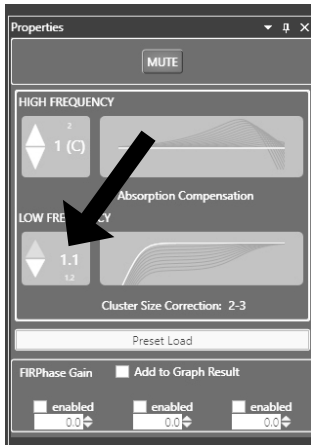 Properties
MUTE
HIGH FREQUENCY
2
1 (C)
Absorption Compensation
LOW FRE
1.1
1.2
Cluster Size Correction: 2-3
Preset Load
FIRPhase Gain Add to Graph Result
enabled enabled enabled
0.0 0.0 0.0